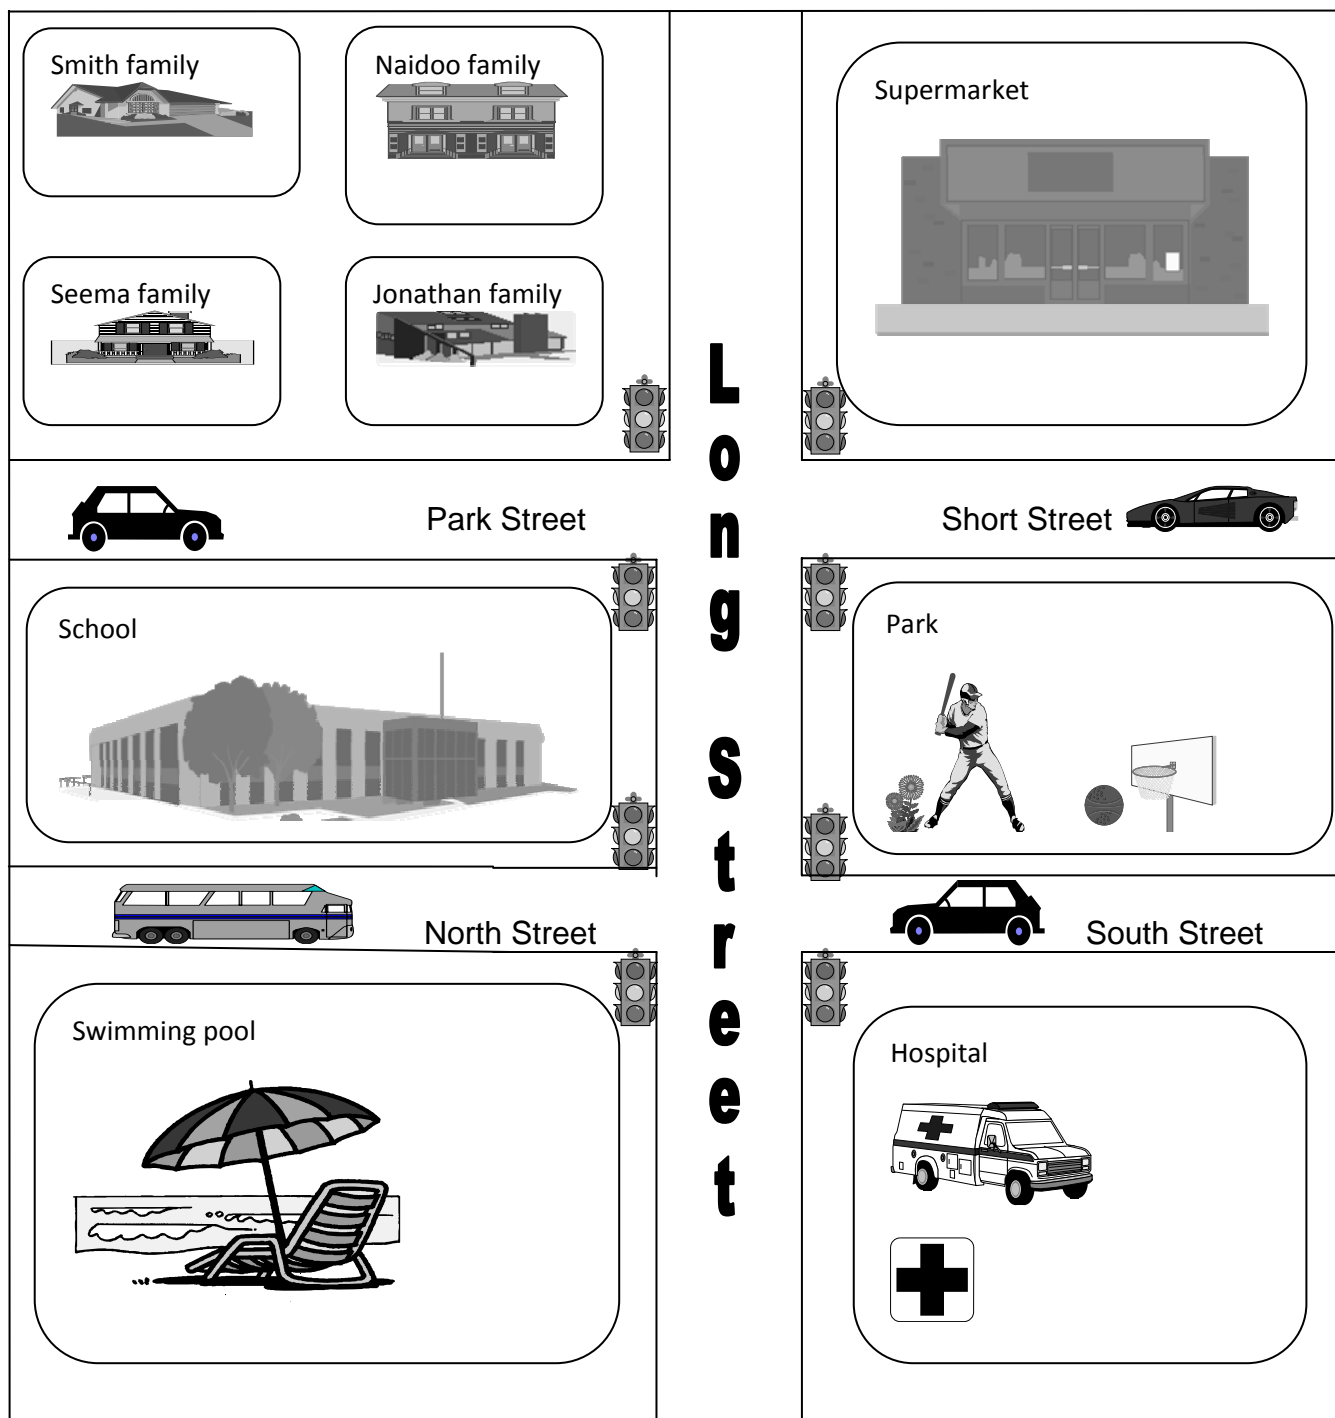 Smith family
Naidoo family
Supermarket
Seema family
Jonathan family
Long street
Park Street
Short Street
School
Park
North Street
South Street
Swimming pool
Hospital